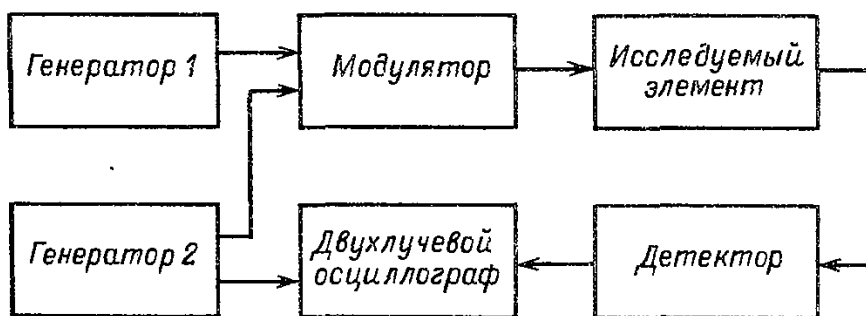 Генератор 1
Модулятор
Исследуемый
элемент
Генератор 2
Двухлучевой
осциллограф
Детектор